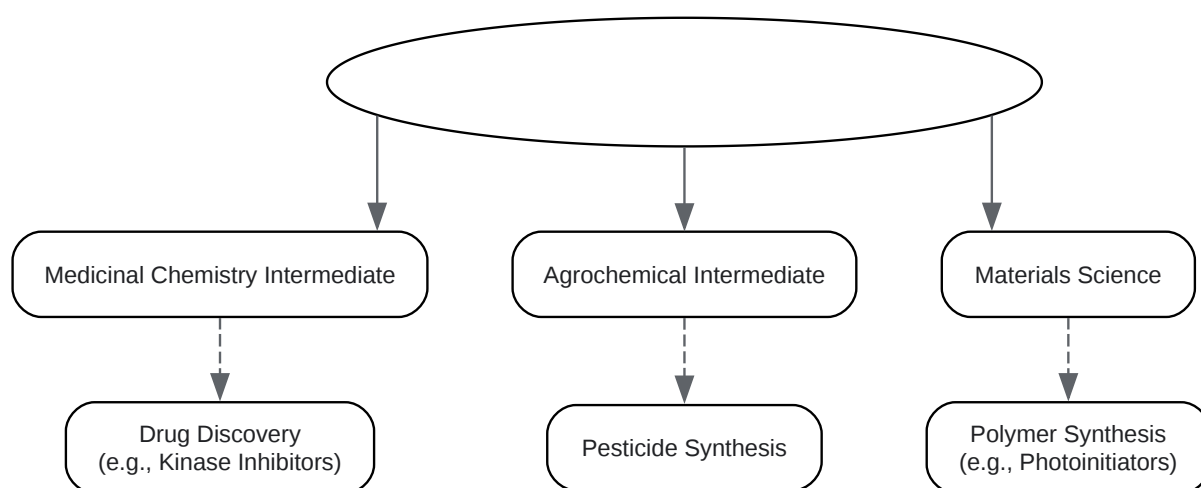 Medicinal Chemistry Intermediate
Agrochemical Intermediate
Materials Science
Drug Discovery
(e.g., Kinase Inhibitors)
Pesticide Synthesis
Polymer Synthesis
(e.g., Photoinitiators)